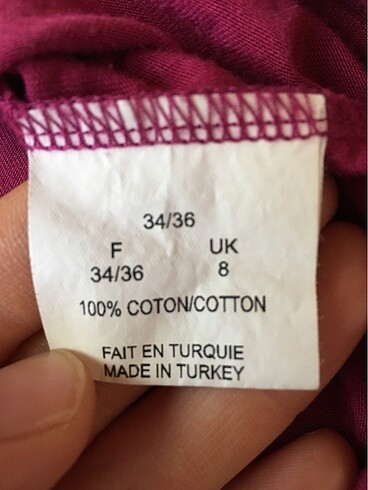 34/36
F UK
34/36 8
100% COTON/COTTON
FAIT EN TURQUIE
MADE IN TURKEY